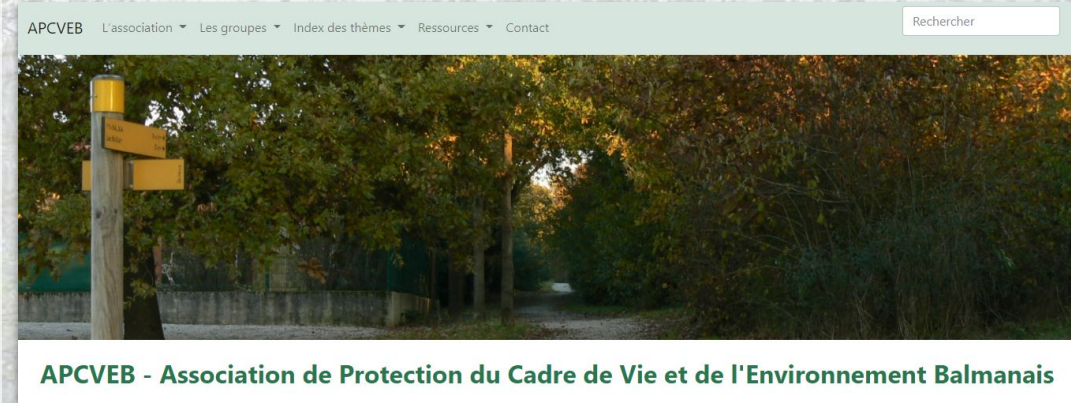 APCVEB L'association Les groupes Index des thèmes Ressources Contact Rechercher
APCVEB - Association de Protection du Cadre de Vie et de l'Environnement Balmanais